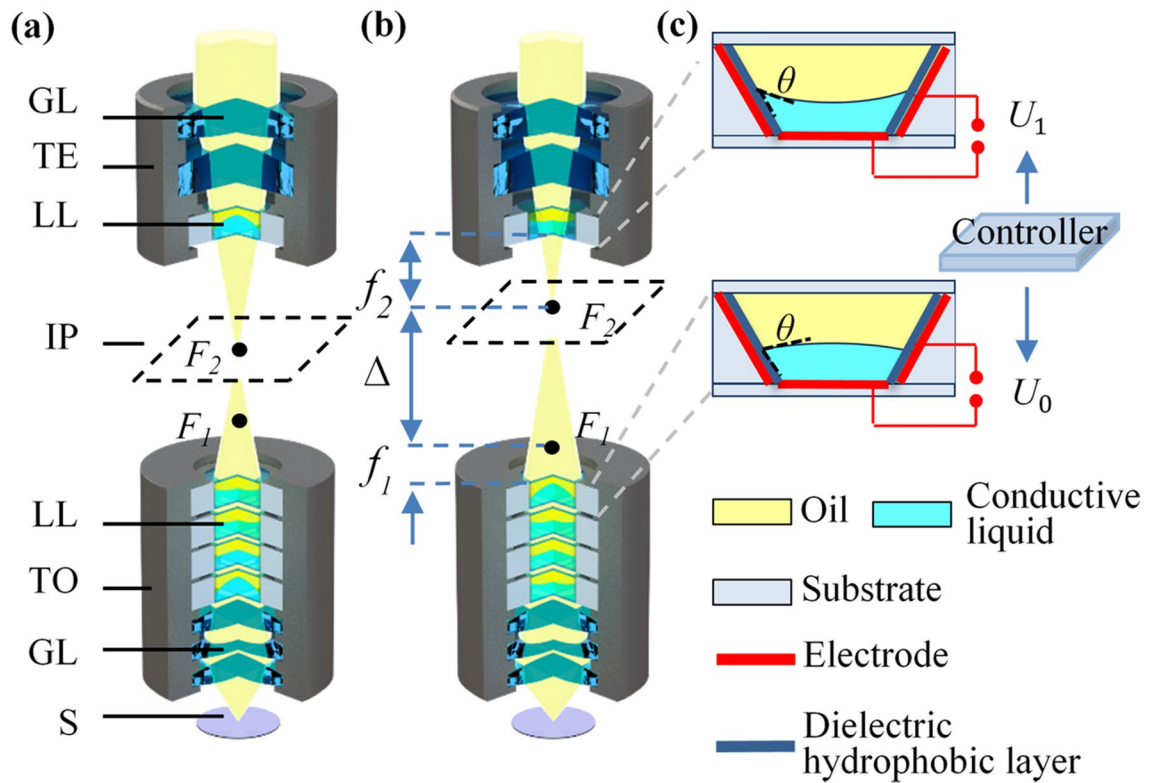 (a)
GL
TE
LL
IP
F2
F1
LL
TO
GL
S
(b)
f2
F2
Δ
F1
f1
(c)
θ
U1
Controller
θ
U0
Oil
Conductive
liquid
Substrate
Electrode
Dielectric
hydrophobic layer